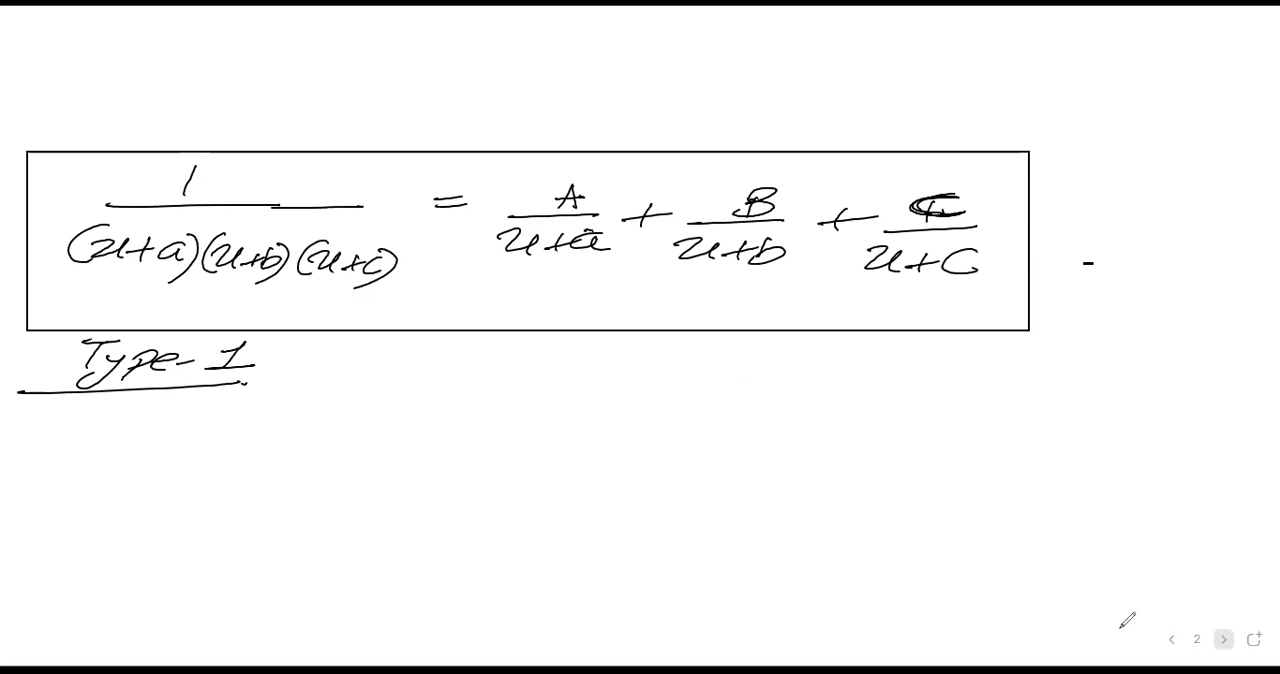 1/((x+a)(x+b)(x+c)) = A/(x+a) + B/(x+b) + C/(x+c) -
Type-1
2